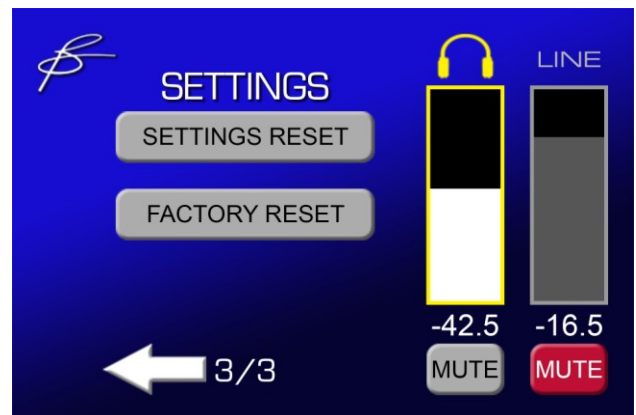 SETTINGS
SETTINGS RESET
FACTORY RESET
3/3
LINE
-42.5
-16.5
MUTE
MUTE